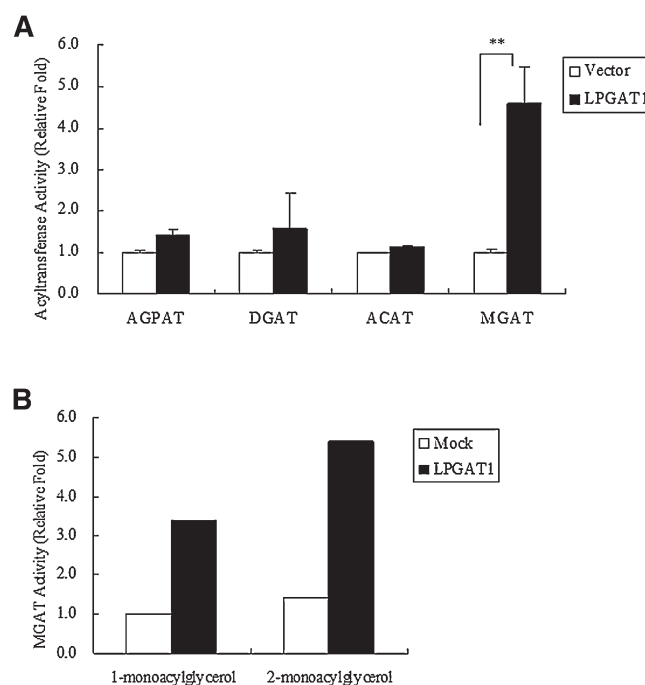 A
6.0
5.0
4.0
3.0
2.0
1.0
0.0
Acyltransferase Activity (Relative Fold)
**
Vector
LPGAT1
AGPAT DGAT ACAT MGAT
B
6.0
5.0
4.0
3.0
2.0
1.0
0.0
MGAT Activity (Relative Fold)
Mock
LPGAT1
1-monoacylglycerol 2-monoacylglycerol